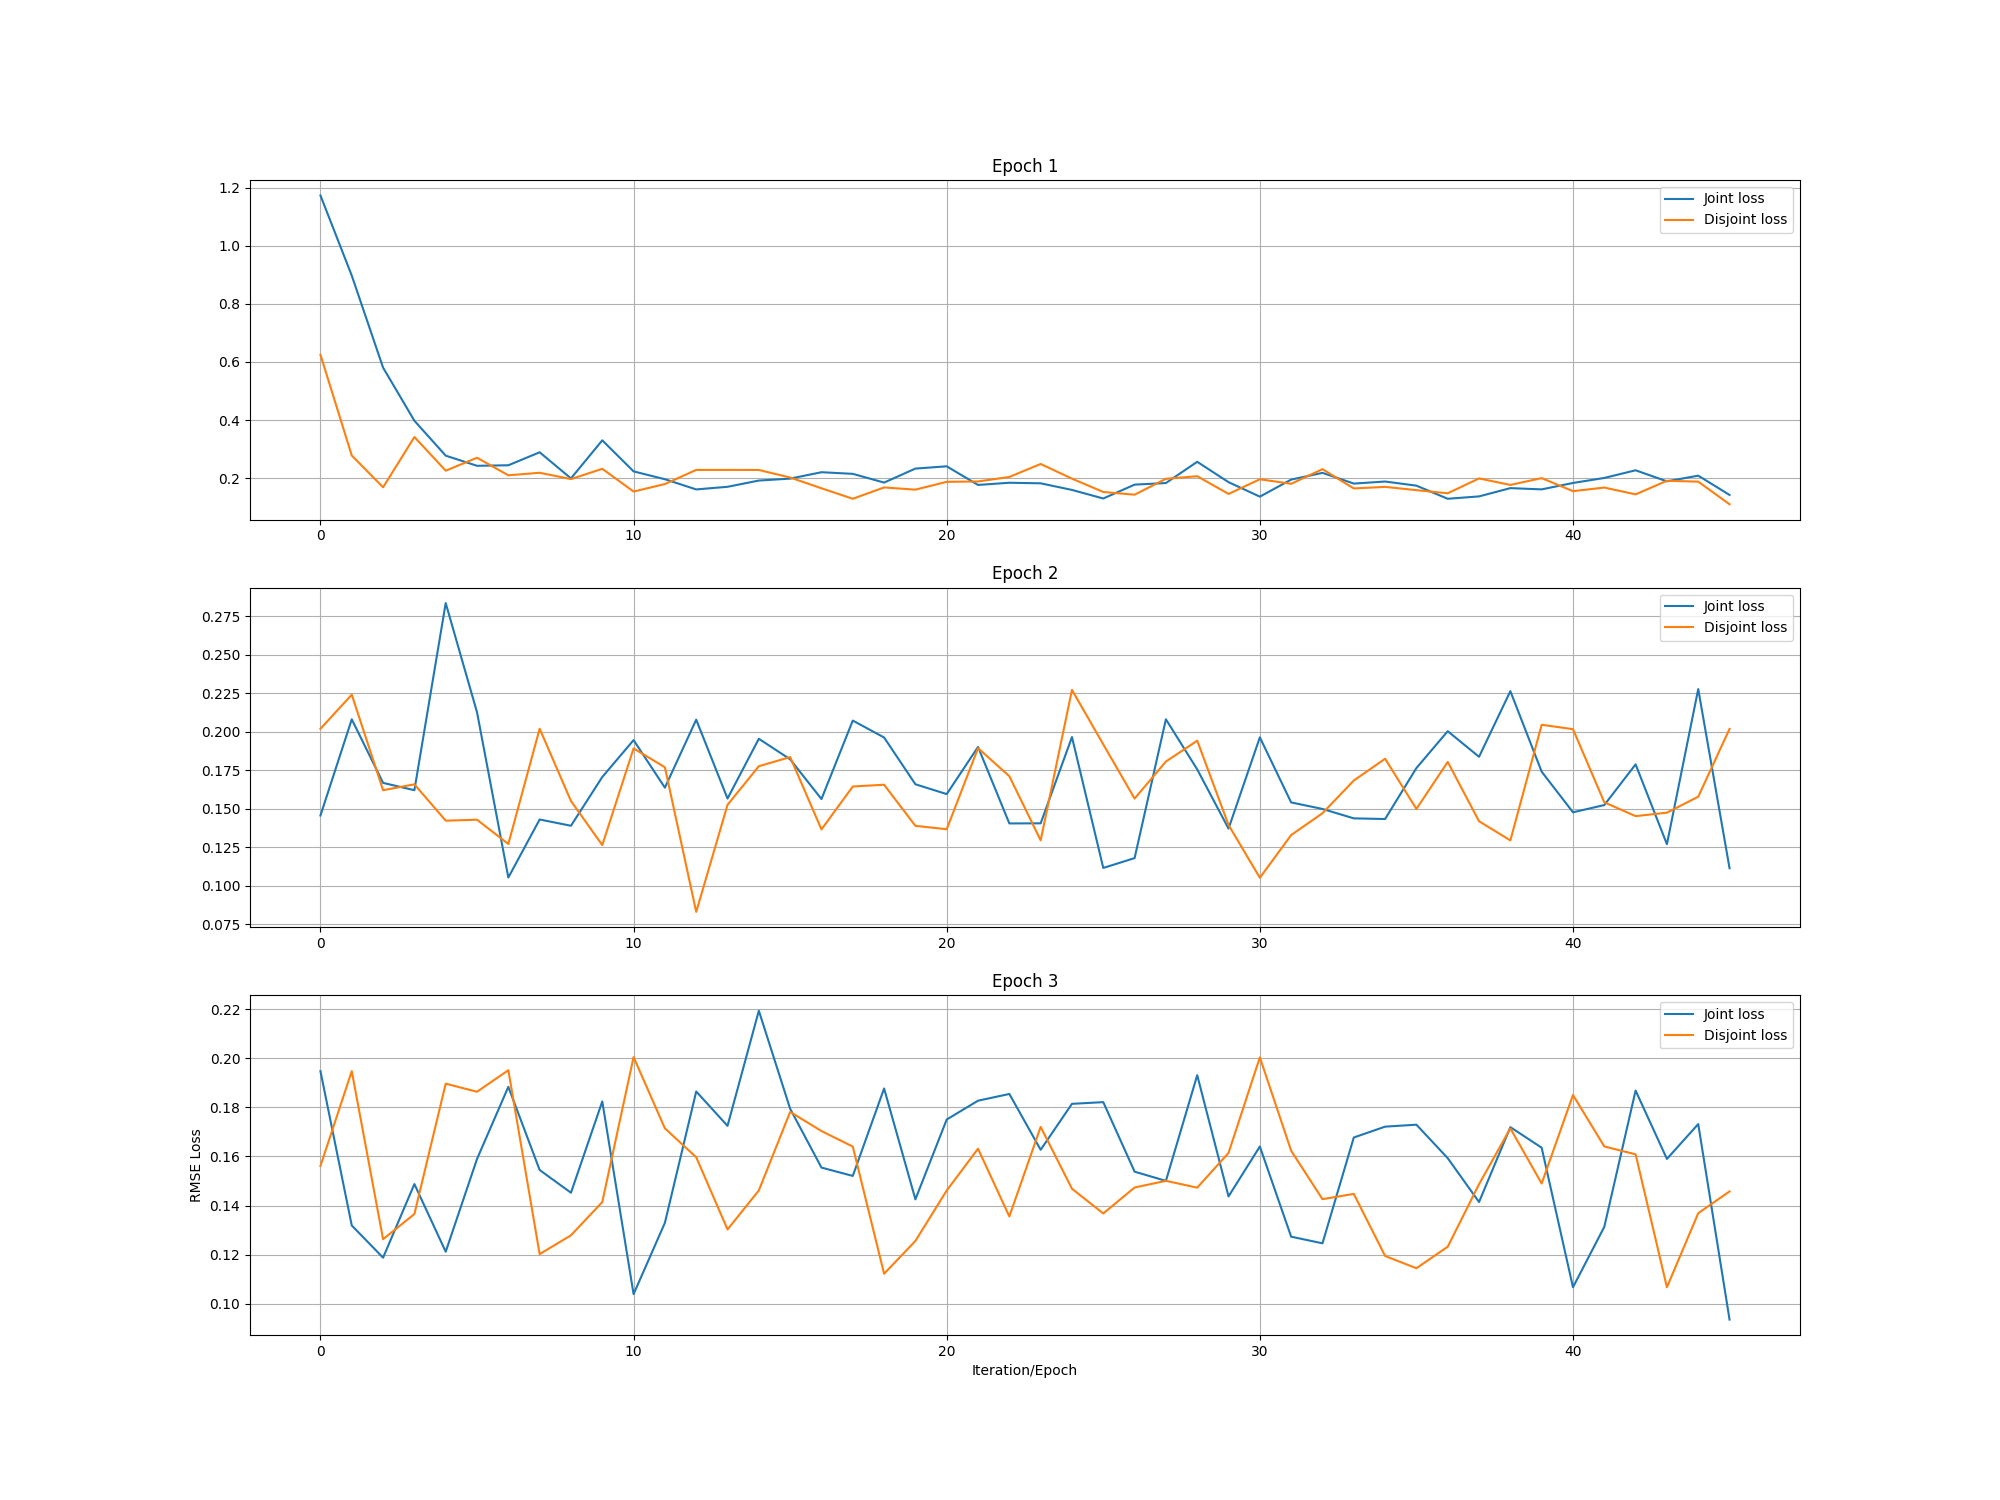 Epoch 1
1.2
1.0
0.8
0.6
0.4
0.2
Joint loss
Disjoint loss
0 10 20 30 40
Epoch 2
0.275
0.250
0.225
0.200
0.175
0.150
0.125
0.100
0.075
Joint loss
Disjoint loss
0 10 20 30 40
Epoch 3
RMSE Loss
0.22
0.20
0.18
0.16
0.14
0.12
0.10
Joint loss
Disjoint loss
0 10 20 30 40
Iteration/Epoch